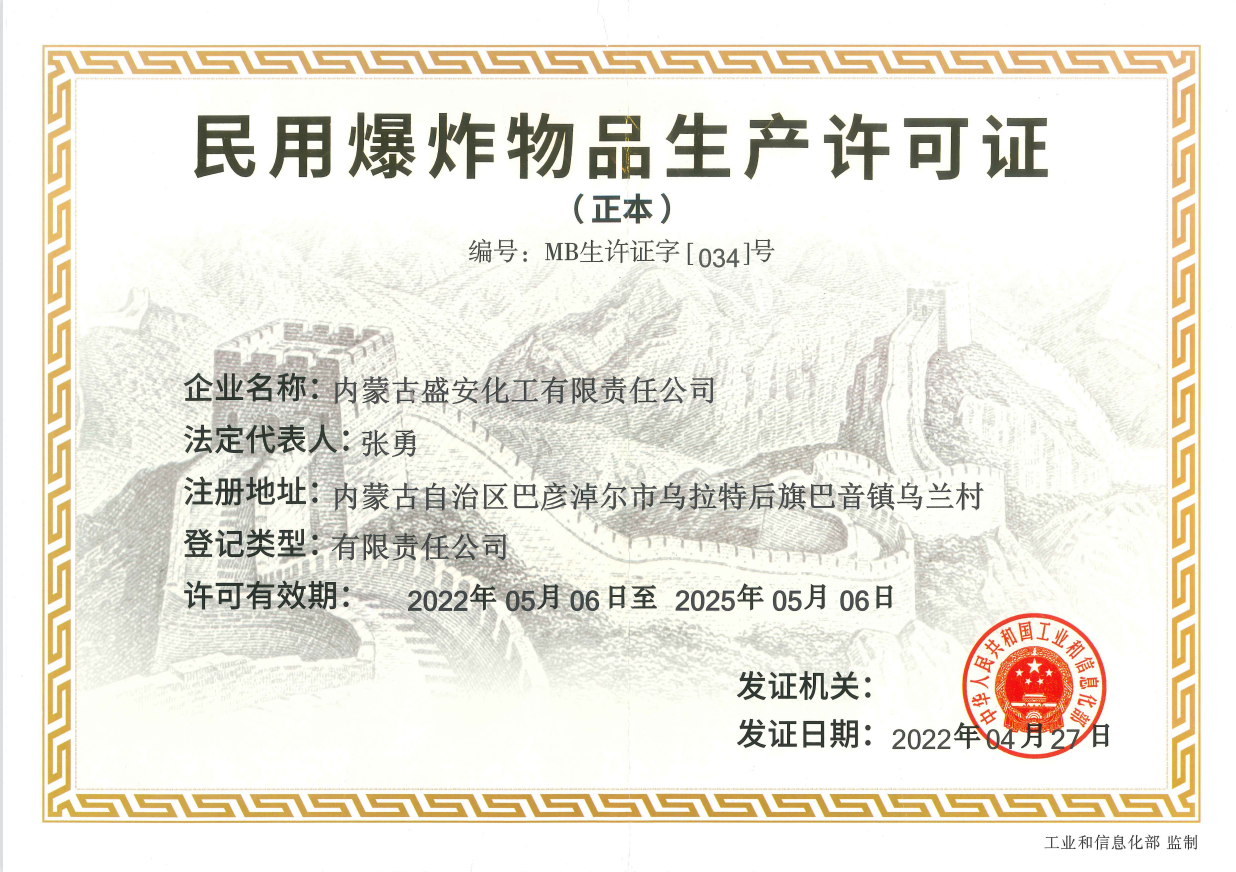 民用爆炸物品生产许可证
（正本）
编号：MB生许证字[034]号
企业名称：内蒙古盛安化工有限责任公司
法定代表人：张勇
注册地址：内蒙古自治区巴彦淖尔市乌拉特后旗巴音镇乌兰村
登记类型：有限责任公司
许可有效期：2022年05月06日至2025年05月06日
发证机关：
中华人民共和国工业和信息化部
发证日期：2022年04月27日
工业和信息化部 监制